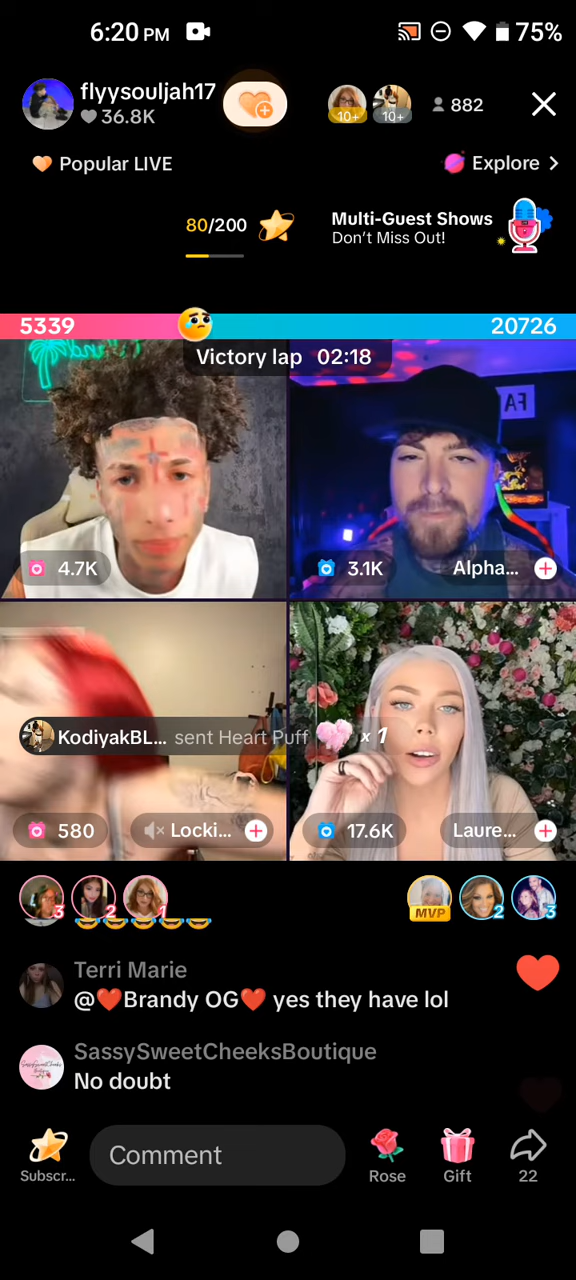 6:20 PM
75%
flyysouljah17
36.8K
10+
10+
882
Popular LIVE
Explore
80/200
Multi-Guest Shows
Don't Miss Out!
5339
20726
Victory lap 02:18
FA
4.7K
3.1K
Alpha...
KodiyakBL... sent Heart Puff x 1
580
Locki...
17.6K
Laure...
3
2
1
MVP
2
3
Terri Marie
@❤️Brandy OG❤️ yes they have lol
SassySweetCheeksBoutique
No doubt
Subscr...
Comment
Rose
Gift
22